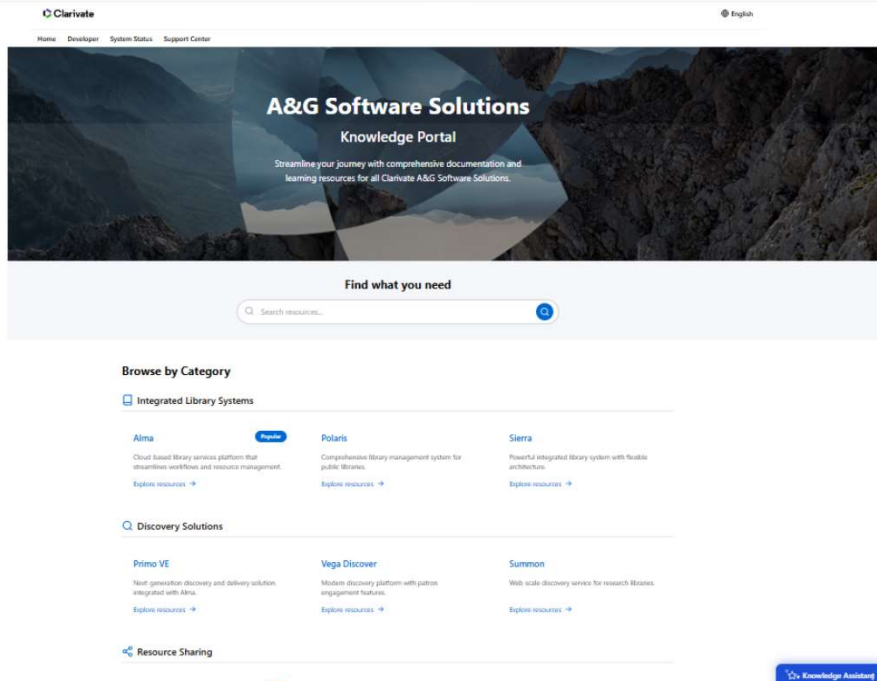 Clarivate
English
Home Developer System Status Support Center
A&G Software Solutions
Knowledge Portal
Streamline your journey with comprehensive documentation and
learning resources for all Clarivate A&G Software Solutions.
Find what you need
Search resources...
Browse by Category
Integrated Library Systems
Alma Popular
Cloud-based library services platform that
streamlines workflows and resource management.
Explore resources →
Polaris
Comprehensive library management system for
public libraries.
Explore resources →
Sierra
Powerful integrated library system with flexible
architecture.
Explore resources →
Discovery Solutions
Primo VE
Next-generation discovery and delivery solution
integrated with Alma.
Explore resources →
Vega Discover
Modern discovery platform with patron
engagement features.
Explore resources →
Summon
Web-scale discovery service for research libraries.
Explore resources →
Resource Sharing
Knowledge Assistant